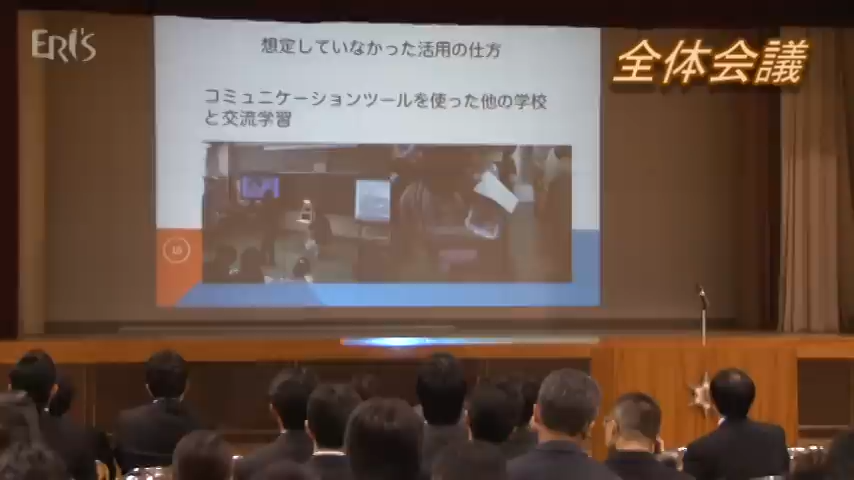 ERI'S
全体会議
想定していなかった活用の仕方
コミュニケーションツールを使った他の学校
と交流学習